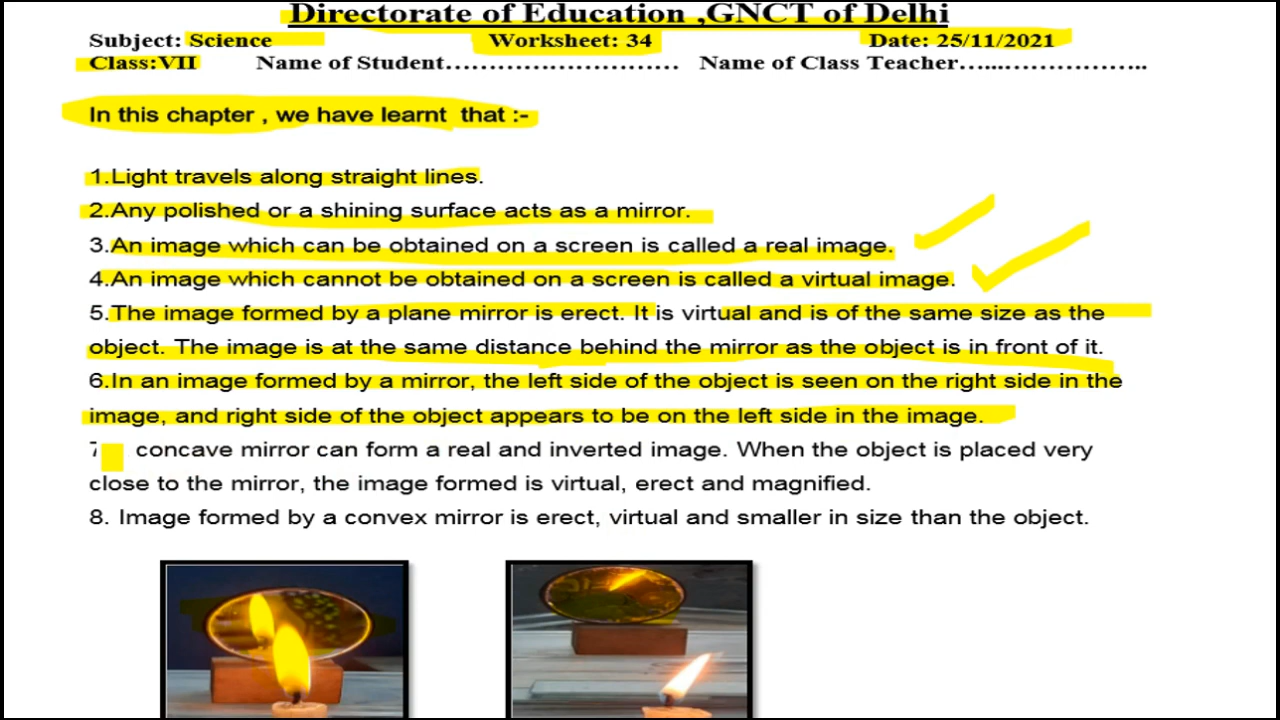 Directorate of Education ,GNCT of Delhi
Subject: Science Worksheet: 34 Date: 25/11/2021
Class:VII Name of Student………………………… Name of Class Teacher…...……………..
In this chapter , we have learnt that :-
1.Light travels along straight lines.
2.Any polished or a shining surface acts as a mirror.
3.An image which can be obtained on a screen is called a real image.
4.An image which cannot be obtained on a screen is called a virtual image.
5.The image formed by a plane mirror is erect. It is virtual and is of the same size as the
object. The image is at the same distance behind the mirror as the object is in front of it.
6.In an image formed by a mirror, the left side of the object is seen on the right side in the
image, and right side of the object appears to be on the left side in the image.
7 concave mirror can form a real and inverted image. When the object is placed very
close to the mirror, the image formed is virtual, erect and magnified.
8. Image formed by a convex mirror is erect, virtual and smaller in size than the object.